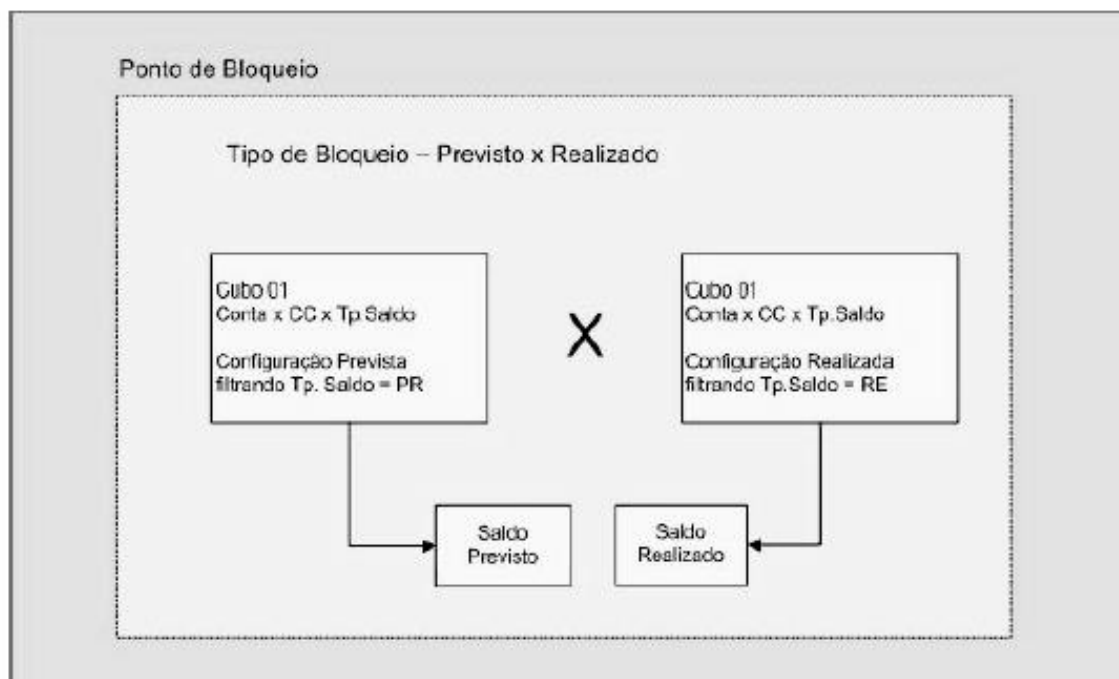 Ponto de Bloqueio
Tipo de Bloqueio – Previsto x Realizado
Cubo 01
Conta x CC x Tp.Saldo
Configuração Prevista
filtrando Tp. Saldo = PR
X
Cubo 01
Conta x CC x Tp.Saldo
Configuração Realizada
filtrando Tp.Saldo = RE
Saldo
Previsto
Saldo
Realizado